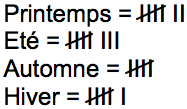 Printemps = 𝍸 II
Eté = 𝍸 III
Automne = 𝍸
Hiver = 𝍸 I